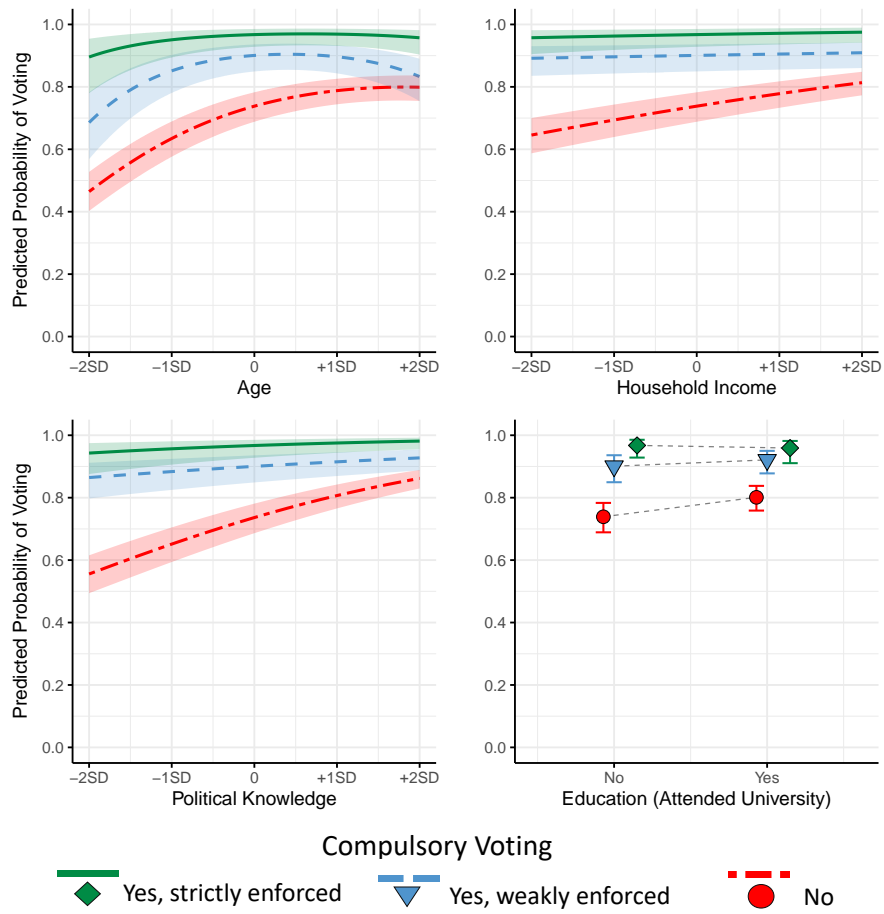 Predicted Probability of Voting
1.0
0.8
0.6
0.4
0.2
0.0
−2SD −1SD 0 +1SD +2SD
Age
1.0
0.8
0.6
0.4
0.2
0.0
−2SD −1SD 0 +1SD +2SD
Household Income
Predicted Probability of Voting
1.0
0.8
0.6
0.4
0.2
0.0
−2SD −1SD 0 +1SD +2SD
Political Knowledge
1.0
0.8
0.6
0.4
0.2
0.0
No Yes
Education (Attended University)
Compulsory Voting
Yes, strictly enforced Yes, weakly enforced No